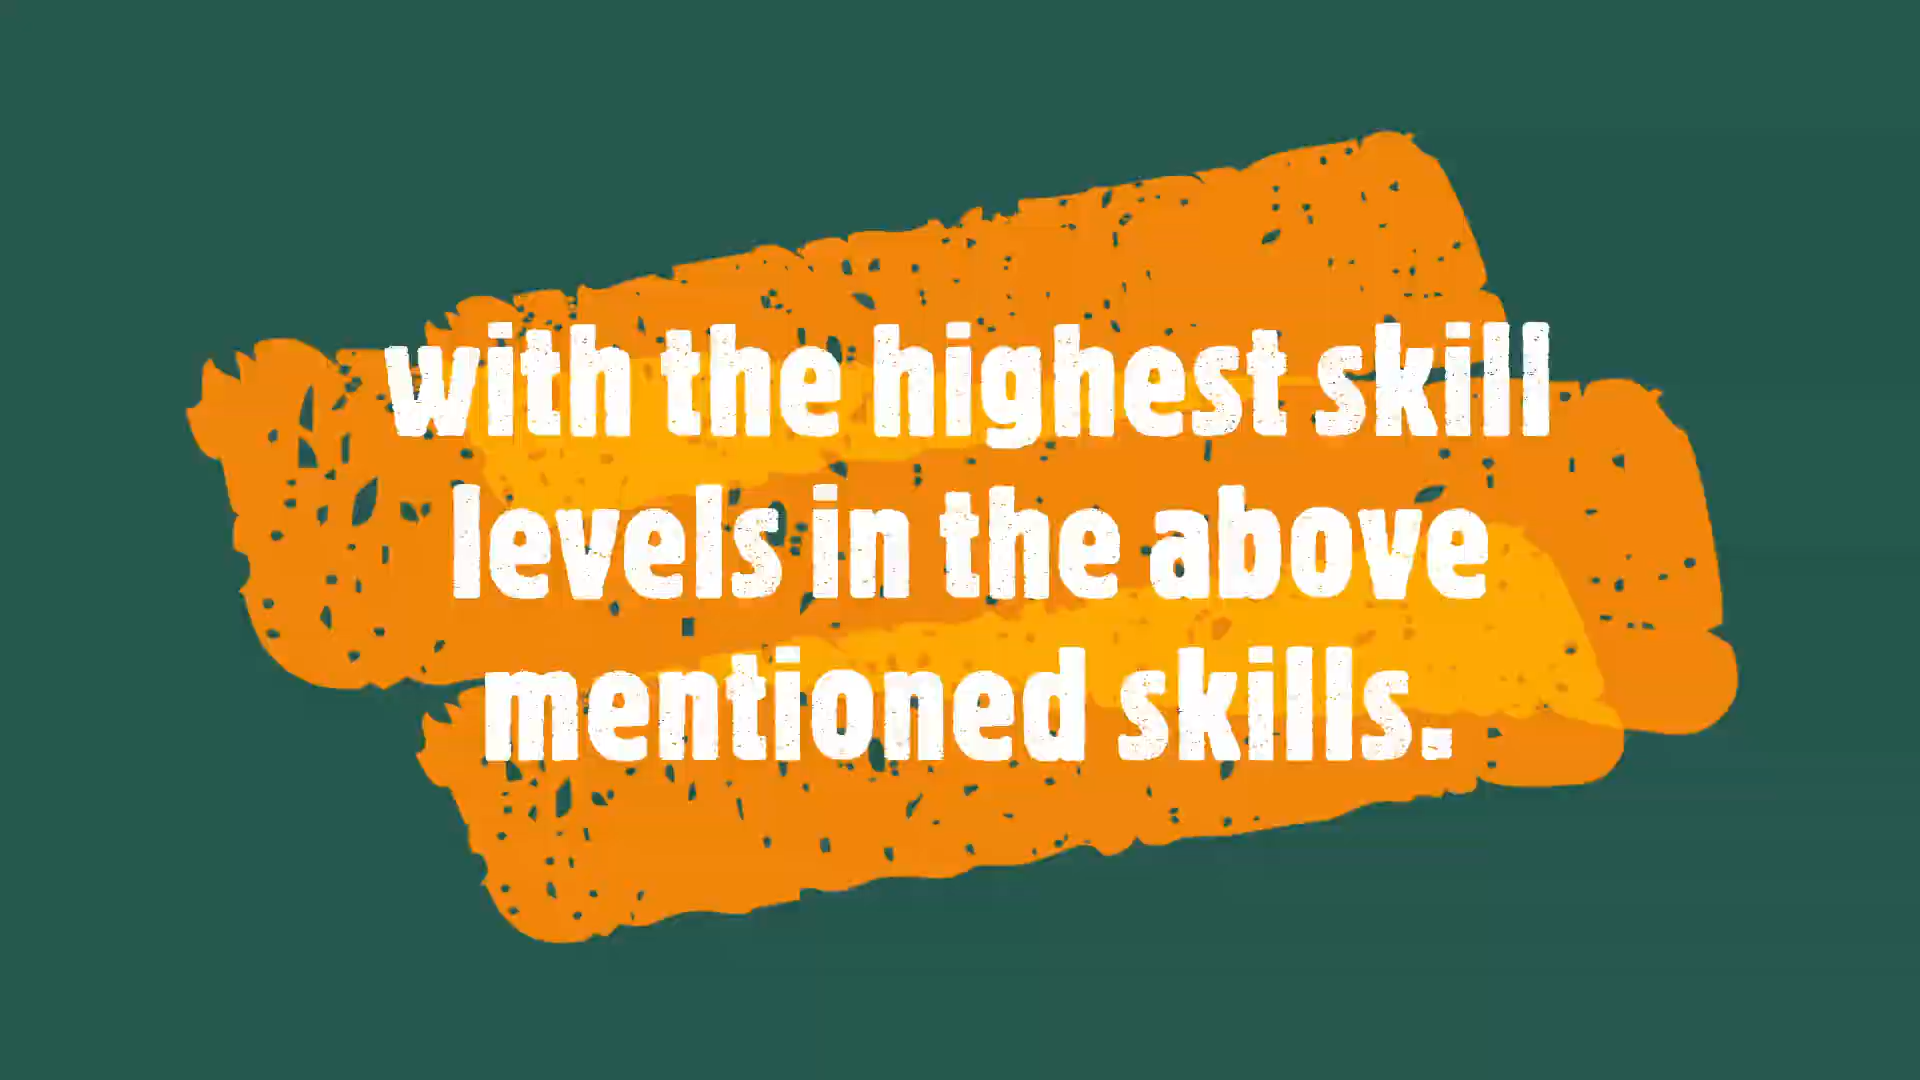 with the highest skill
levels in the above
mentioned skills.